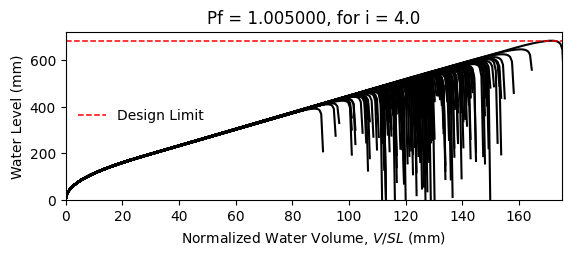 Pf = 1.005000, for i = 4.0
Water Level (mm)
600
400
200
0
Design Limit
0 20 40 60 80 100 120 140 160
Normalized Water Volume, V/SL (mm)